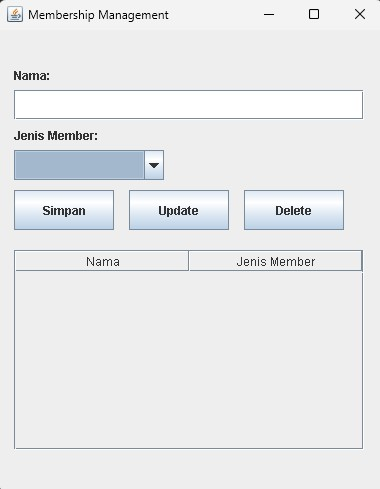 Membership Management
Nama:
Jenis Member:
Simpan Update Delete
Nama Jenis Member